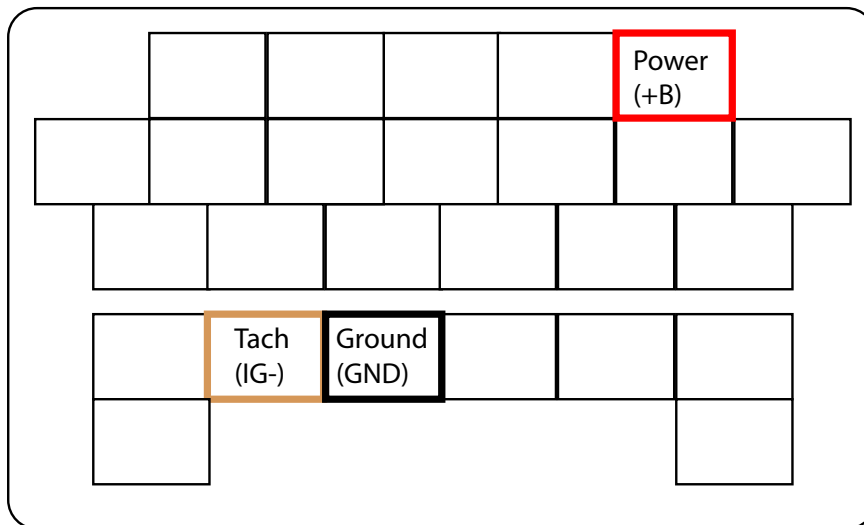 Power
(+B)
Tach
(IG-)
Ground
(GND)